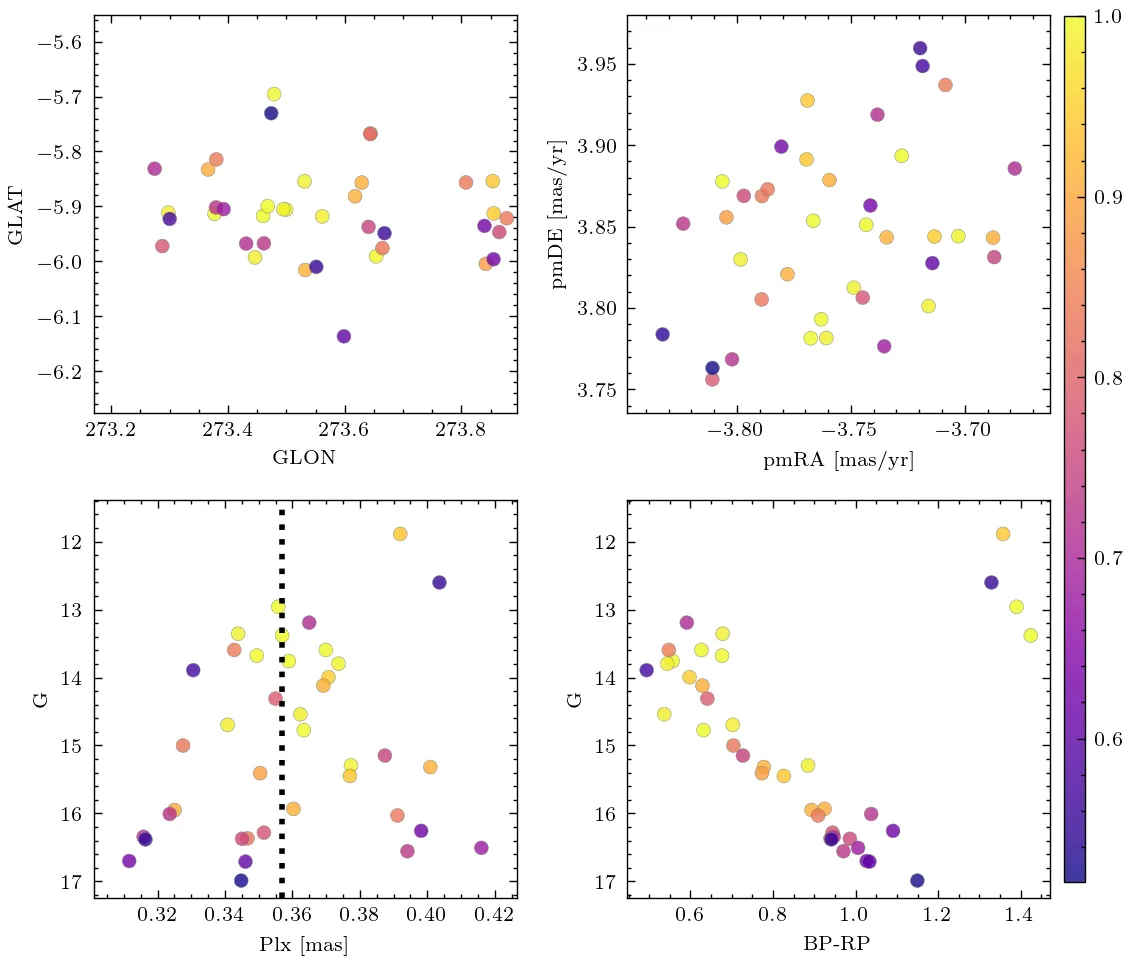 −5.6
−5.7
−5.8
−5.9
−6.0
−6.1
−6.2
GLAT
273.2 273.4 273.6 273.8
GLON
3.95
3.90
3.85
3.80
3.75
pmDE [mas/yr]
−3.80 −3.75 −3.70
pmRA [mas/yr]
12
13
14
15
16
17
G
0.32 0.34 0.36 0.38 0.40 0.42
Plx [mas]
12
13
14
15
16
17
G
0.6 0.8 1.0 1.2 1.4
BP-RP
1.0
0.9
0.8
0.7
0.6